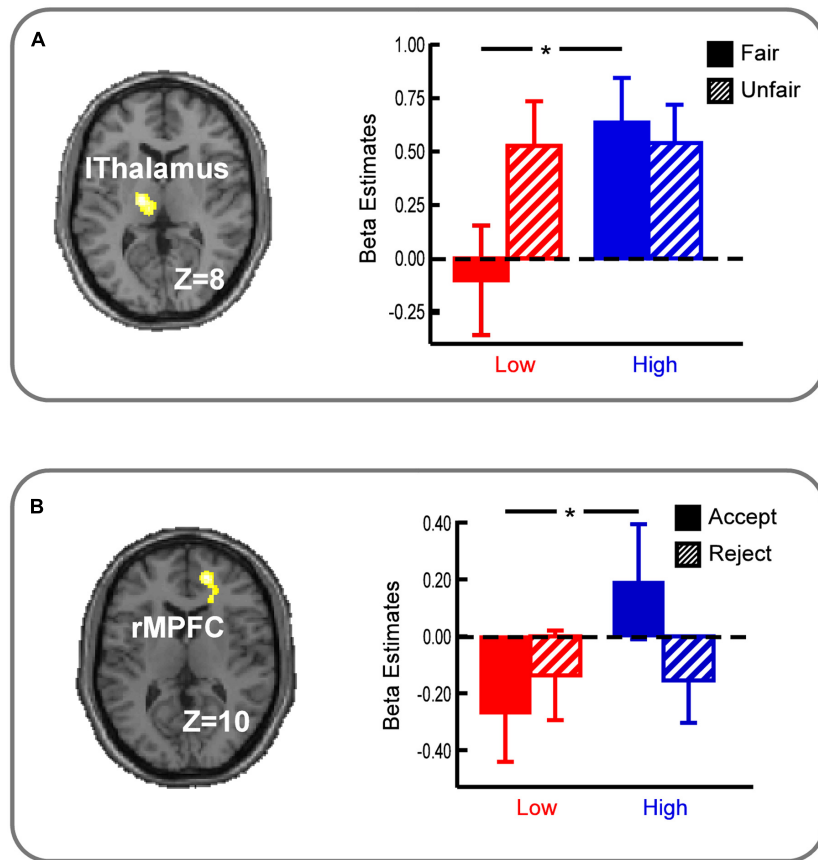 A
lThalamus
Z=8
Beta Estimates
1.00
0.75
0.50
0.25
0.00
-0.25
*
Fair
Unfair
Low
High
B
rMPFC
Z=10
Beta Estimates
0.40
0.20
0.00
-0.20
-0.40
*
Accept
Reject
Low
High